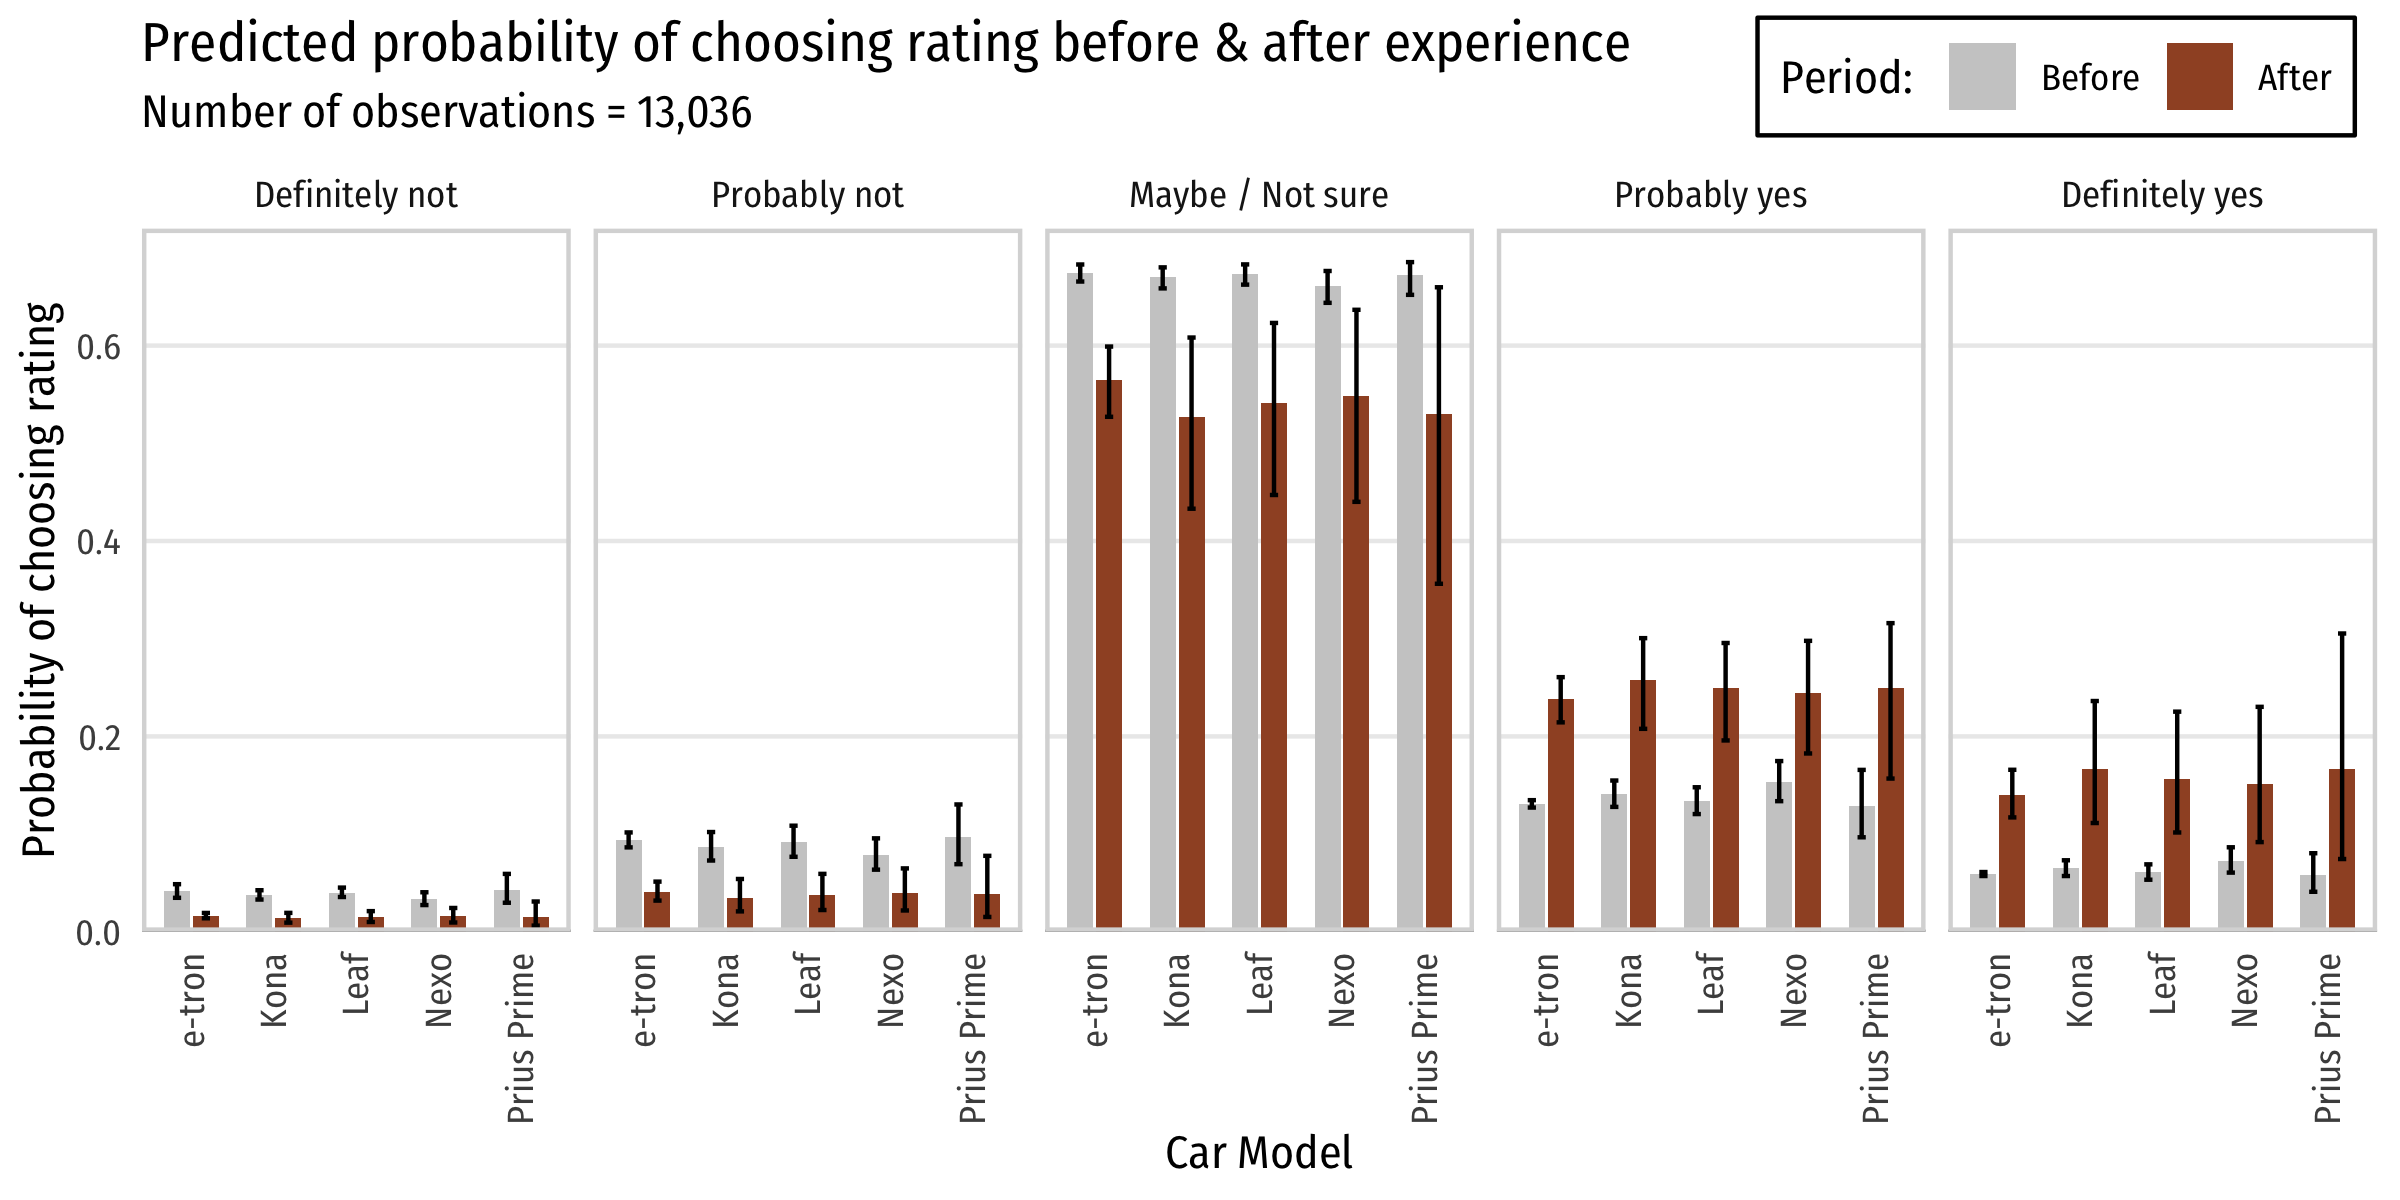 Predicted probability of choosing rating before & after experience
Number of observations = 13,036
Period: Before After
Definitely not Probably not Maybe / Not sure Probably yes Definitely yes
Probability of choosing rating
0.6
0.4
0.2
0.0
e-tron Kona Leaf Nexo Prius Prime e-tron Kona Leaf Nexo Prius Prime e-tron Kona Leaf Nexo Prius Prime e-tron Kona Leaf Nexo Prius Prime e-tron Kona Leaf Nexo Prius Prime
Car Model